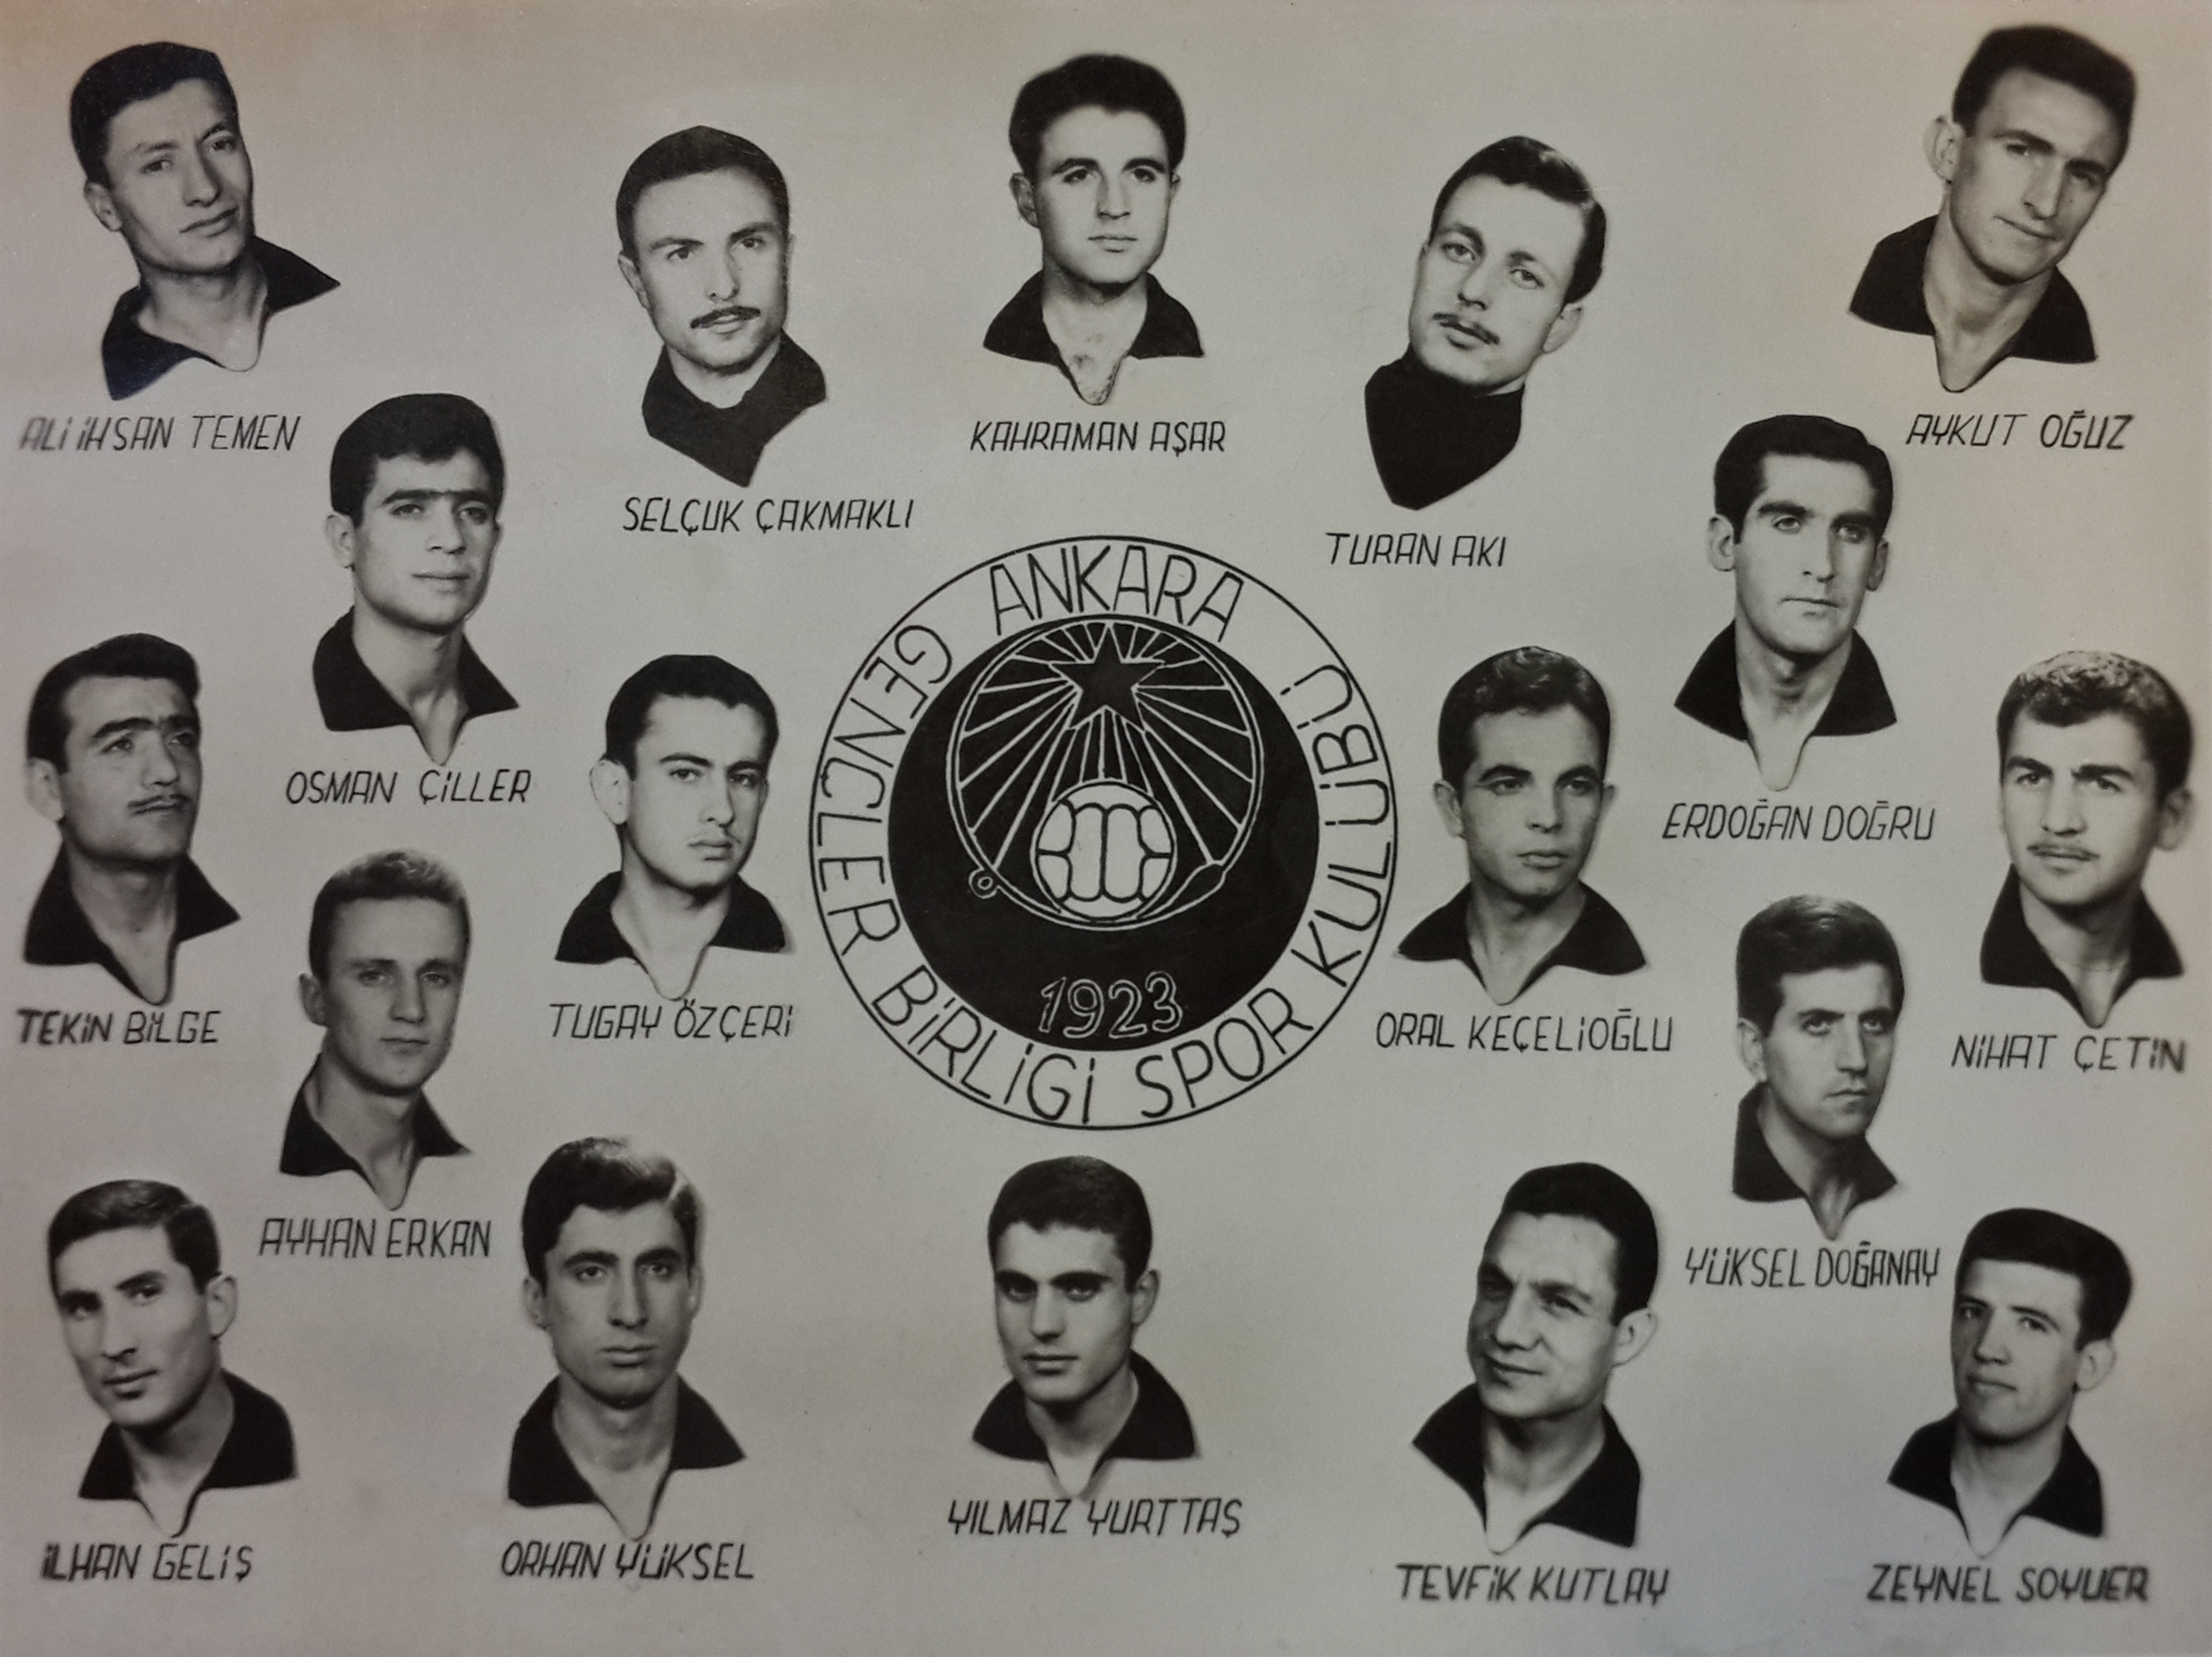 ALİ İHSAN TEMEN
SELÇUK ÇAKMAKLI
KAHRAMAN AŞAR
TURAN AKI
AYKUT OĞUZ
OSMAN ÇİLLER
ERDOĞAN DOĞRU
ANKARA
GENÇLER BİRLİGİ SPOR KULÜBÜ
1923
TEKİN BİLGE
TUGAY ÖZÇERİ
ORAL KEÇELİOĞLU
NİHAT ÇETİN
AYHAN ERKAN
YÜKSEL DOĞANAY
İLHAN GELİŞ
ORHAN YÜKSEL
YILMAZ YURTTAŞ
TEVFİK KUTLAY
ZEYNEL SOYUER